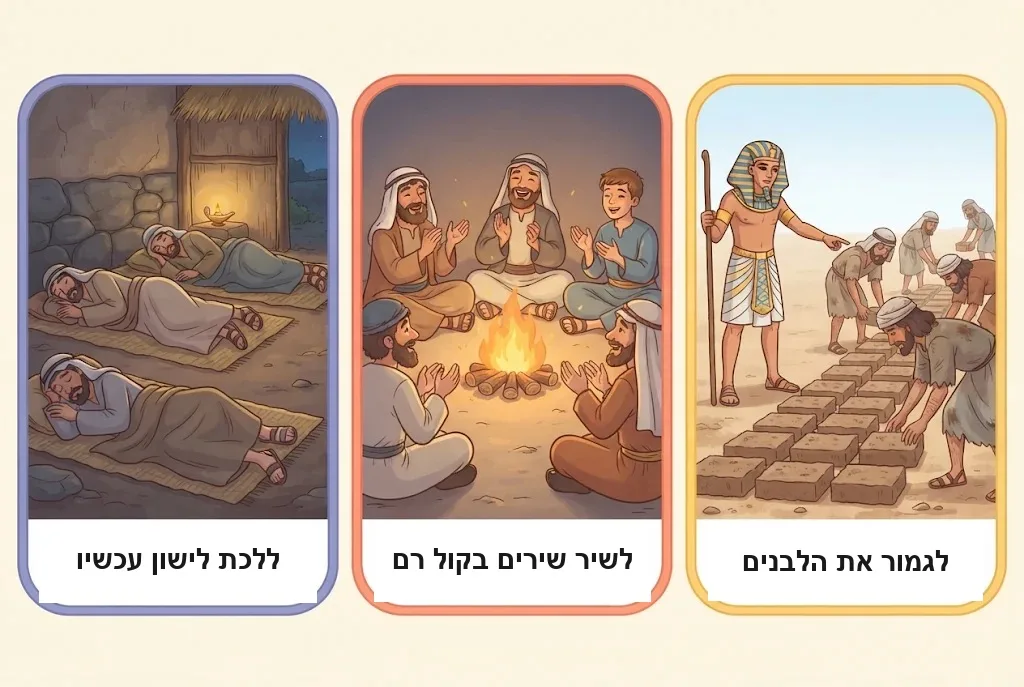 לגמור את הלבנים
לשיר שירים בקול רם
ללכת לישון עכשיו